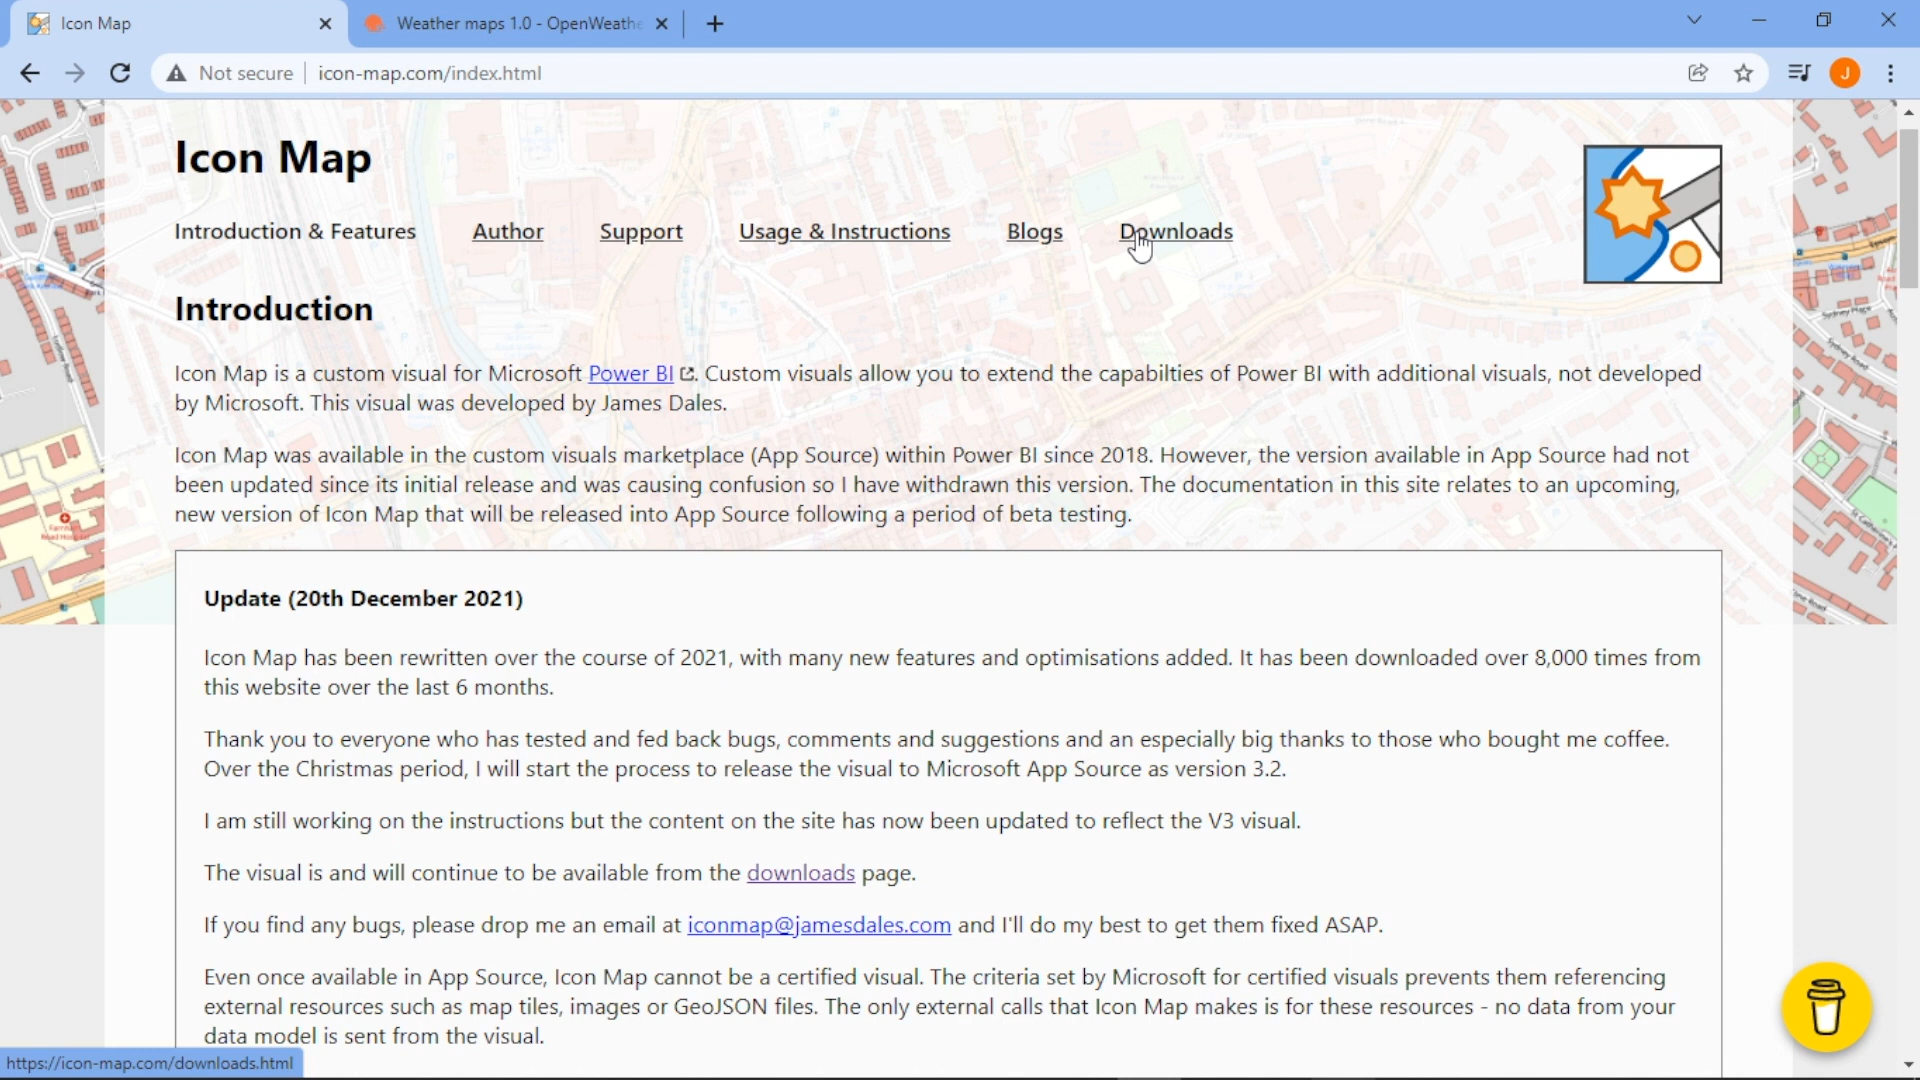 Icon Map
Weather maps 1.0 - OpenWeathe
Not secure
icon-map.com/index.html
J
Icon Map
Introduction & Features Author Support Usage & Instructions Blogs Downloads
Introduction
Icon Map is a custom visual for Microsoft Power BI. Custom visuals allow you to extend the capabilties of Power BI with additional visuals, not developed
by Microsoft. This visual was developed by James Dales.
Icon Map was available in the custom visuals marketplace (App Source) within Power BI since 2018. However, the version available in App Source had not
been updated since its initial release and was causing confusion so I have withdrawn this version. The documentation in this site relates to an upcoming,
new version of Icon Map that will be released into App Source following a period of beta testing.
Update (20th December 2021)
Icon Map has been rewritten over the course of 2021, with many new features and optimisations added. It has been downloaded over 8,000 times from
this website over the last 6 months.
Thank you to everyone who has tested and fed back bugs, comments and suggestions and an especially big thanks to those who bought me coffee.
Over the Christmas period, I will start the process to release the visual to Microsoft App Source as version 3.2.
I am still working on the instructions but the content on the site has now been updated to reflect the V3 visual.
The visual is and will continue to be available from the downloads page.
If you find any bugs, please drop me an email at iconmap@jamesdales.com and I'll do my best to get them fixed ASAP.
Even once available in App Source, Icon Map cannot be a certified visual. The criteria set by Microsoft for certified visuals prevents them referencing
external resources such as map tiles, images or GeoJSON files. The only external calls that Icon Map makes is for these resources - no data from your
data model is sent from the visual.
https://icon-map.com/downloads.html